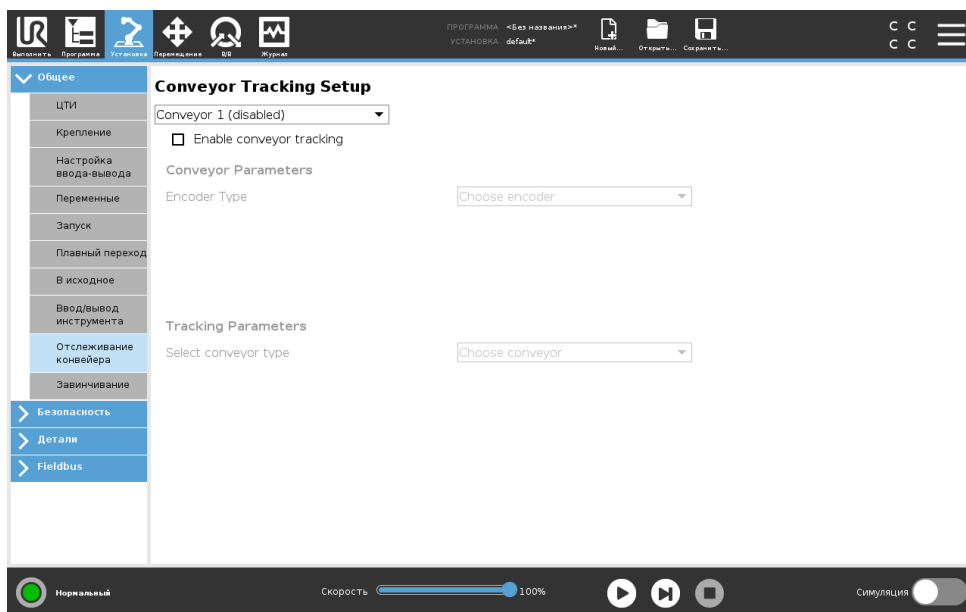 ПРОГРАММА <Без названия>*
УСТАНОВКА default*
Выполнить Программа Установка Перемещение В/В Журнал
Новый... Открыть... Сохранить...
C C
C C
Общее
ЦТИ
Крепление
Настройка
ввода-вывода
Переменные
Запуск
Плавный переход
В исходное
Ввод/вывод
инструмента
Отслеживание
конвейера
Завинчивание
Безопасность
Детали
Fieldbus
Conveyor Tracking Setup
Conveyor 1 (disabled)
Enable conveyor tracking
Conveyor Parameters
Encoder Type Choose encoder
Tracking Parameters
Select conveyor type Choose conveyor
Нормальный Скорость 100% Симуляция